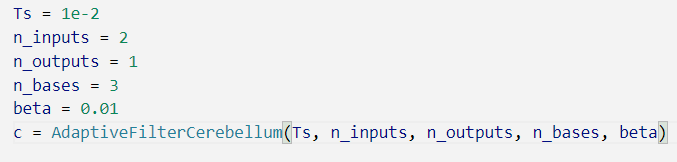 Ts = 1e-2
n_inputs = 2
n_outputs = 1
n_bases = 3
beta = 0.01
c = AdaptiveFilterCerebellum(Ts, n_inputs, n_outputs, n_bases, beta)